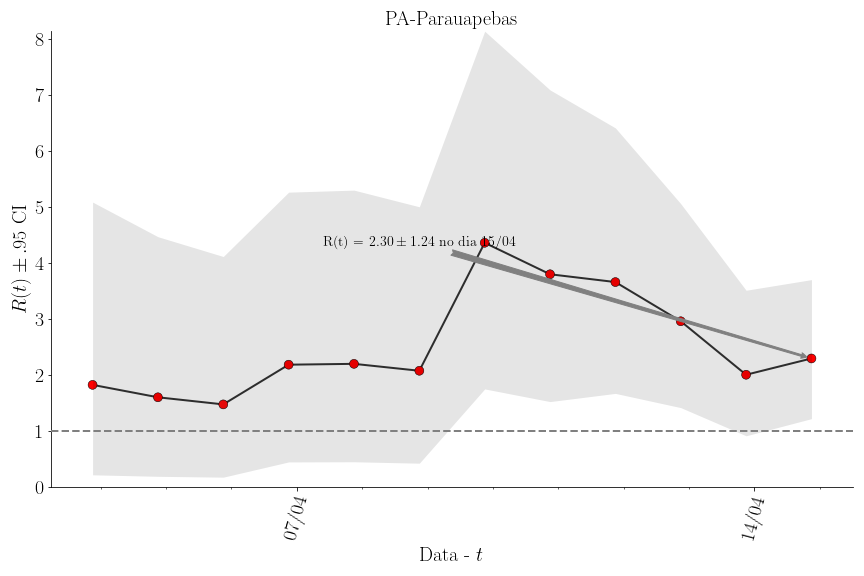 PA-Parauapebas
8
7
6
5
4
3
2
1
0
R(t) ± .95 CI
R(t) = 2.30 ± 1.24 no dia 15/04
07/04
14/04
Data - t